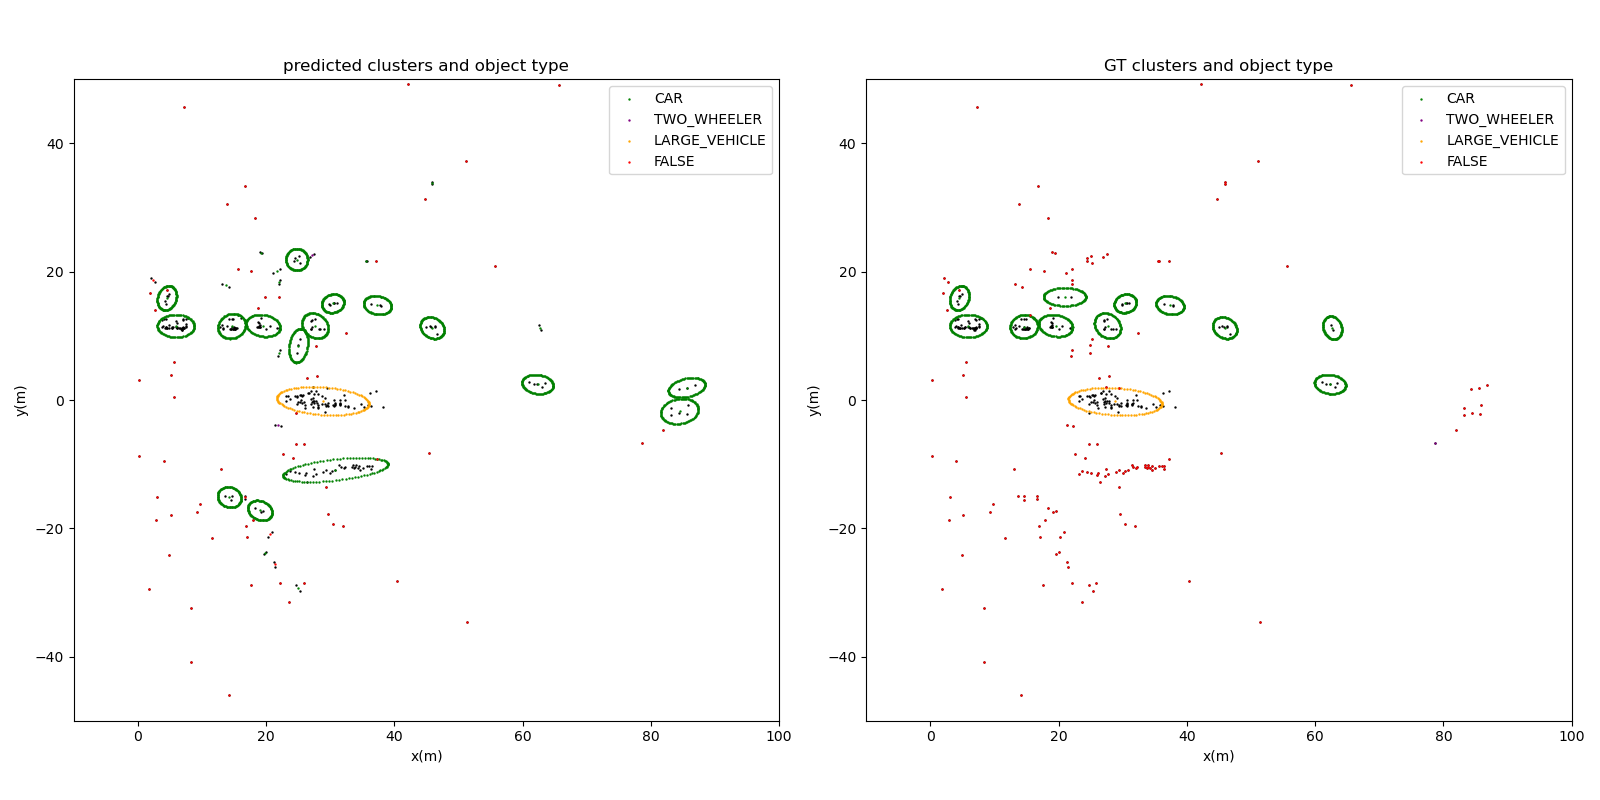 predicted clusters and object type
CAR
TWO_WHEELER
LARGE_VEHICLE
FALSE
40
20
0
−20
−40
y(m)
0 20 40 60 80 100
x(m)
GT clusters and object type
CAR
TWO_WHEELER
LARGE_VEHICLE
FALSE
40
20
0
−20
−40
y(m)
0 20 40 60 80 100
x(m)